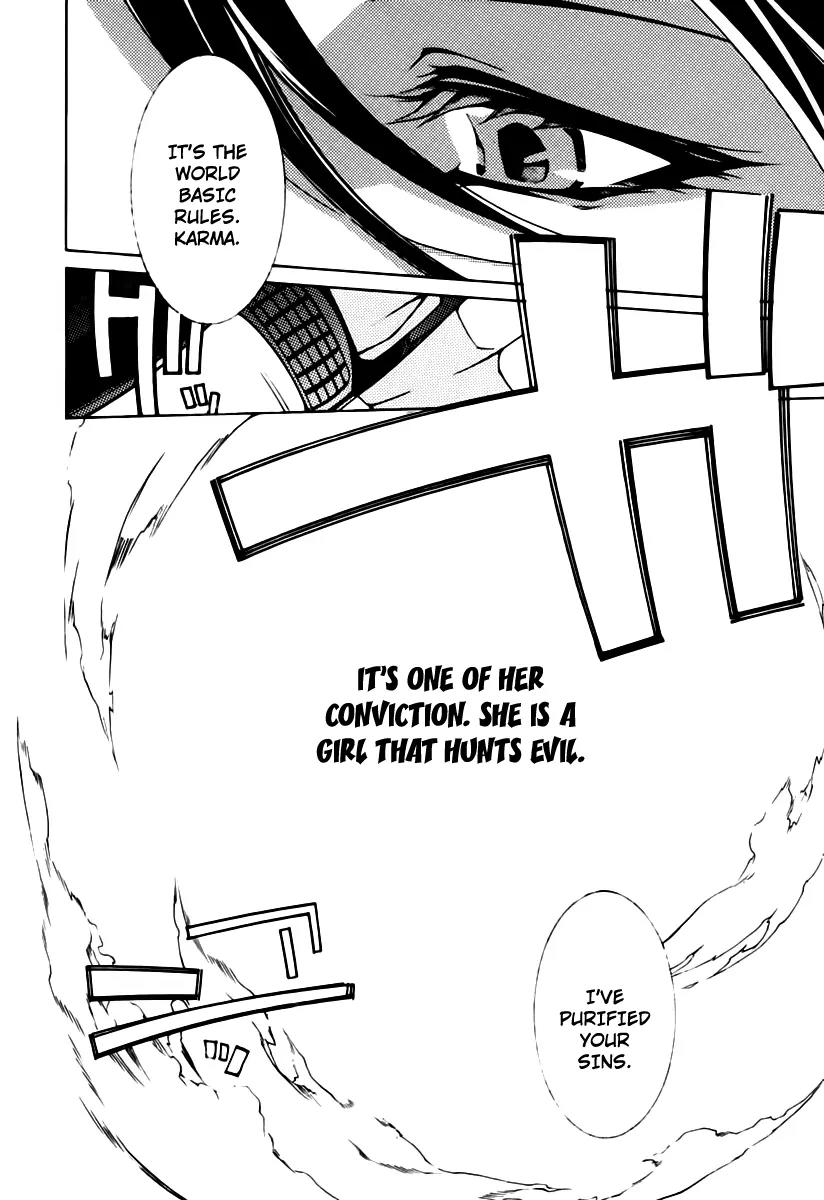 IT'S THE
WORLD
BASIC
RULES.
KARMA.
IT'S ONE OF HER
CONVICTION. SHE IS A
GIRL THAT HUNTS EVIL.
I'VE
PURIFIED
YOUR
SINS.